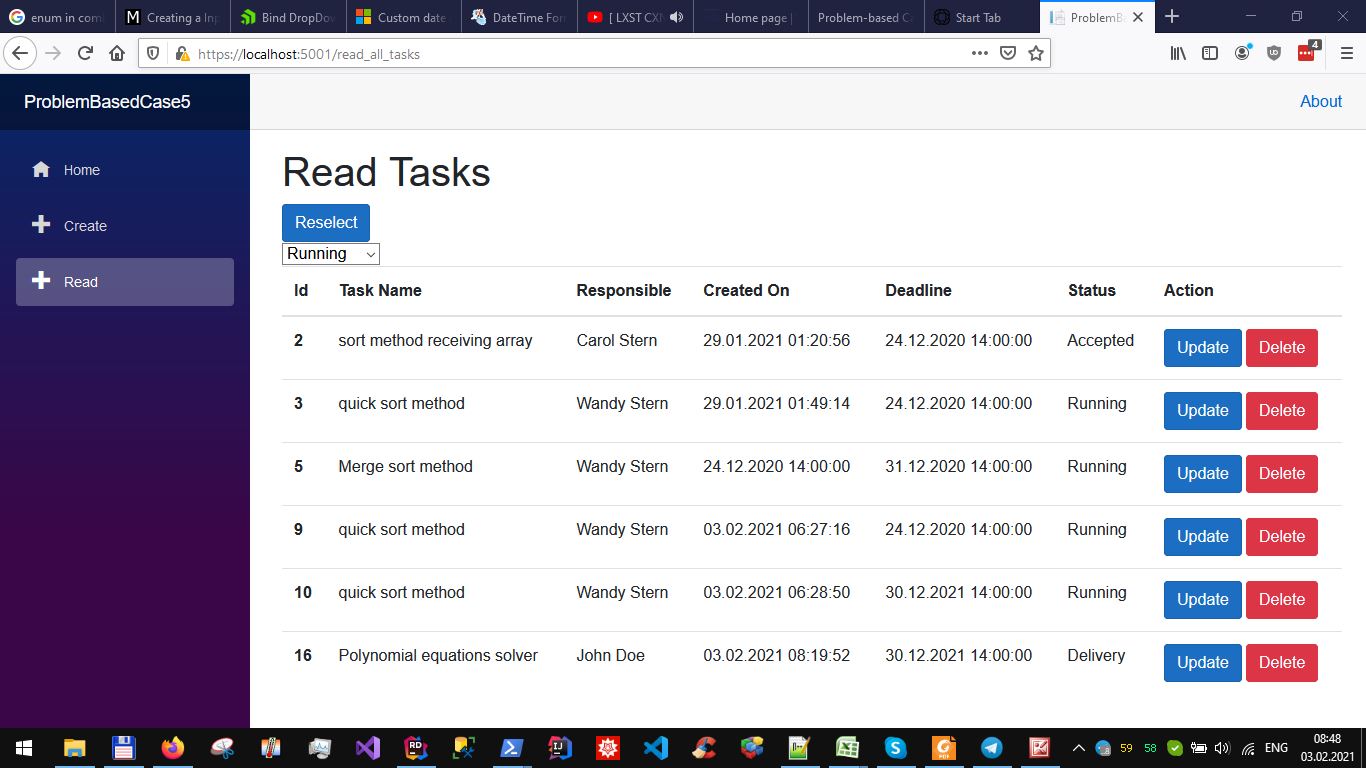 enum in com
Creating a Inp
Bind DropDov
Custom date
DateTime For
[ LXST CXN
Home page |
Problem-based Ca
Start Tab
ProblemBa
https://localhost:5001/read_all_tasks
4
ProblemBasedCase5
About
Home
Create
Read
Read Tasks
Reselect
Running
Id Task Name Responsible Created On Deadline Status Action
2 sort method receiving array Carol Stern 29.01.2021 01:20:56 24.12.2020 14:00:00 Accepted Update Delete
3 quick sort method Wandy Stern 29.01.2021 01:49:14 24.12.2020 14:00:00 Running Update Delete
5 Merge sort method Wandy Stern 24.12.2020 14:00:00 31.12.2020 14:00:00 Running Update Delete
9 quick sort method Wandy Stern 03.02.2021 06:27:16 24.12.2020 14:00:00 Running Update Delete
10 quick sort method Wandy Stern 03.02.2021 06:28:50 30.12.2021 14:00:00 Running Update Delete
16 Polynomial equations solver John Doe 03.02.2021 08:19:52 30.12.2021 14:00:00 Delivery Update Delete
59 58 ENG 08:48
03.02.2021